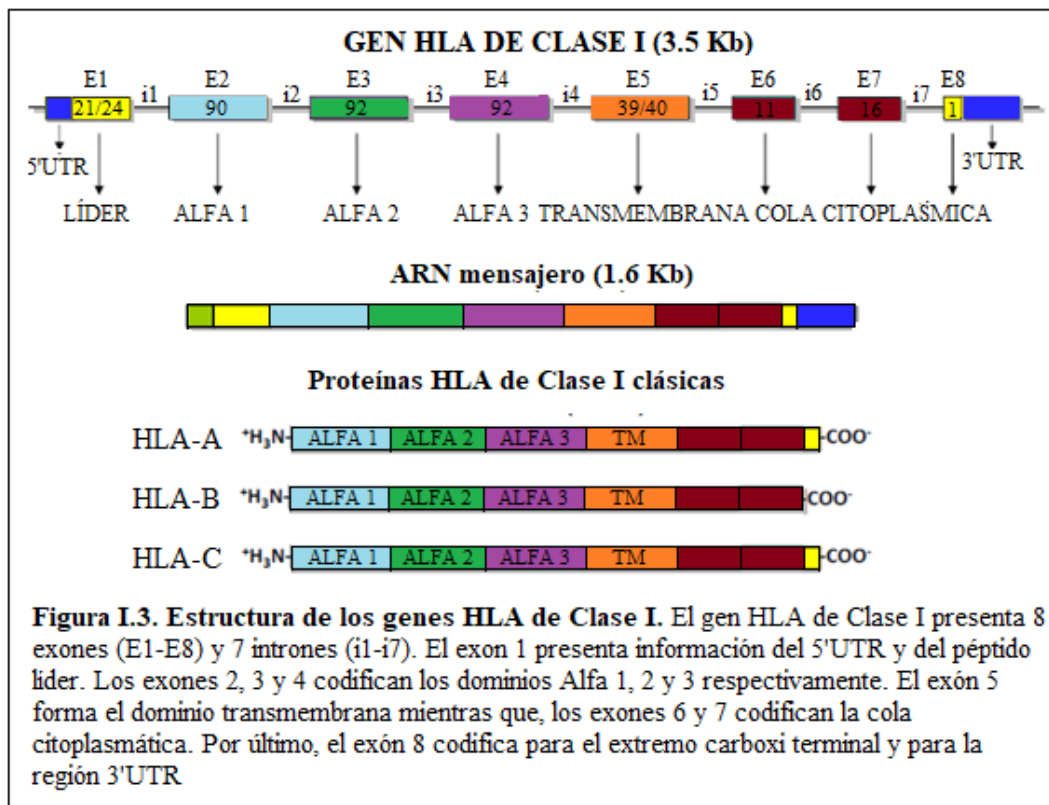 GEN HLA DE CLASE I (3.5 Kb)
E1 E2 E3 E4 E5 E6 E7 E8
i1 i2 i3 i4 i5 i6 i7
21/24 90 92 92 39/40 11 16 1
5'UTR 3'UTR
LÍDER ALFA 1 ALFA 2 ALFA 3 TRANSMEMBRANA COLA CITOPLASMICA
ARN mensajero (1.6 Kb)
Proteínas HLA de Clase I clásicas
HLA-A ⁺H₃N- ALFA 1 ALFA 2 ALFA 3 TM -COO⁻
HLA-B ⁺H₃N- ALFA 1 ALFA 2 ALFA 3 TM -COO⁻
HLA-C ⁺H₃N- ALFA 1 ALFA 2 ALFA 3 TM -COO⁻
Figura I.3. Estructura de los genes HLA de Clase I. El gen HLA de Clase I presenta 8
exones (E1-E8) y 7 intrones (i1-i7). El exon 1 presenta información del 5'UTR y del péptido
lider. Los exones 2, 3 y 4 codifican los dominios Alfa 1, 2 y 3 respectivamente. El exón 5
forma el dominio transmembrana mientras que, los exones 6 y 7 codifican la cola
citoplasmática. Por último, el exón 8 codifica para el extremo carboxi terminal y para la
región 3'UTR